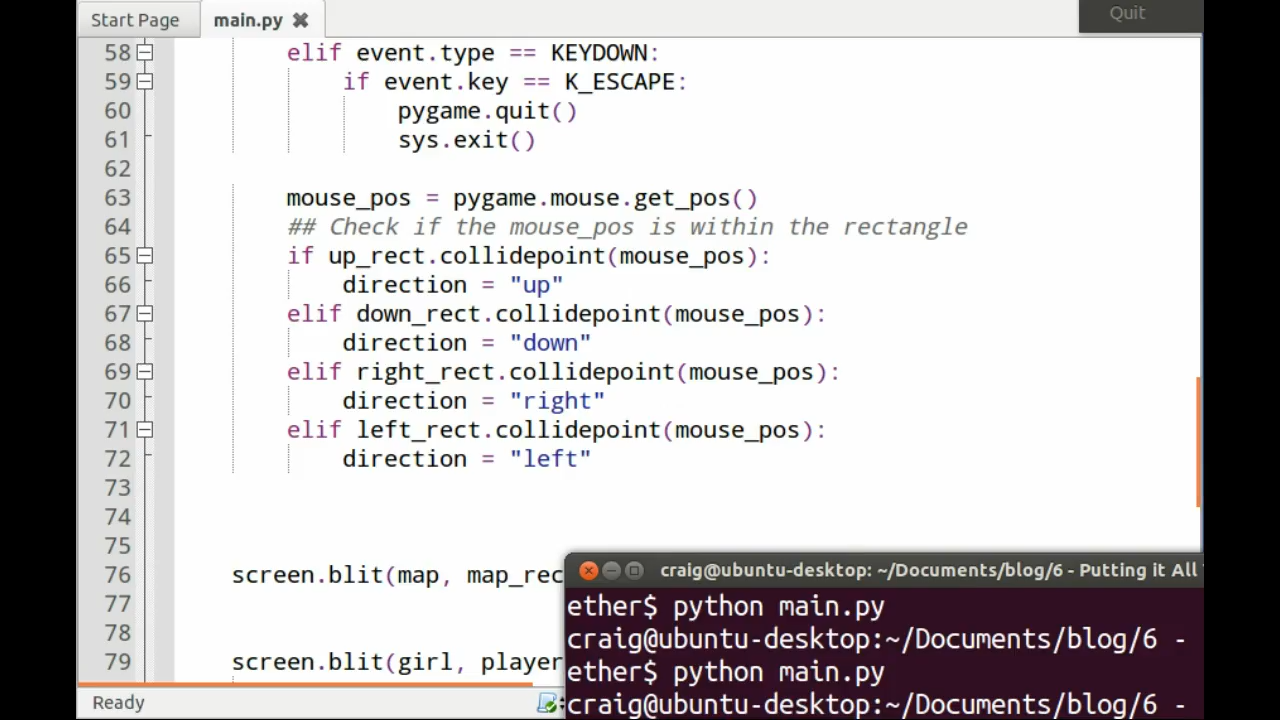 Start Page main.py Quit
58 elif event.type == KEYDOWN:
59 if event.key == K_ESCAPE:
60 pygame.quit()
61 sys.exit()
62
63 mouse_pos = pygame.mouse.get_pos()
64 ## Check if the mouse_pos is within the rectangle
65 if up_rect.collidepoint(mouse_pos):
66 direction = "up"
67 elif down_rect.collidepoint(mouse_pos):
68 direction = "down"
69 elif right_rect.collidepoint(mouse_pos):
70 direction = "right"
71 elif left_rect.collidepoint(mouse_pos):
72 direction = "left"
73
74
75
76 screen.blit(map, map_rec
77
78
79 screen.blit(girl, player
Ready
craig@ubuntu-desktop: ~/Documents/blog/6 - Putting it All
ether$ python main.py
craig@ubuntu-desktop:~/Documents/blog/6 -
ether$ python main.py
craig@ubuntu-desktop:~/Documents/blog/6 -